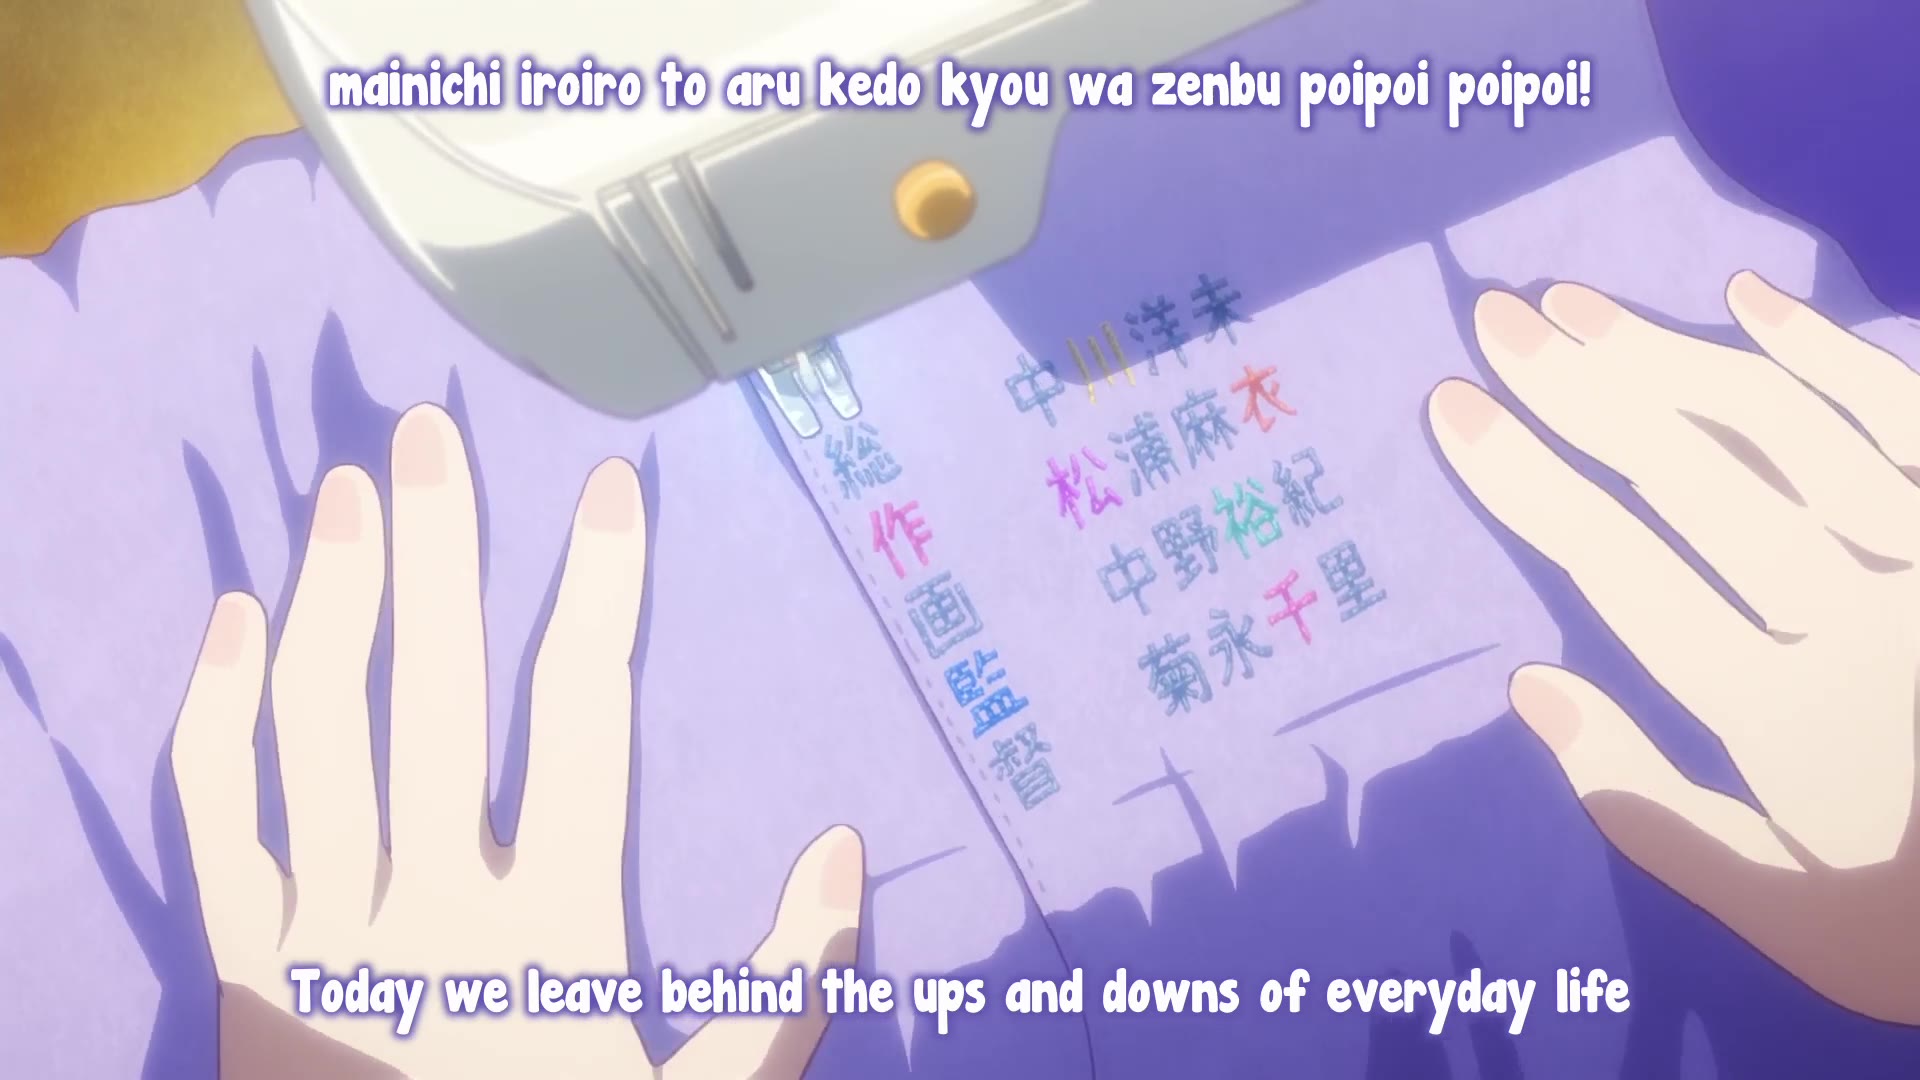 mainichi iroiro to aru kedo kyou wa zenbu poipoi poipoi!
総作画監督
中川洋未
松浦麻衣
中野裕紀
菊永千里
Today we leave behind the ups and downs of everyday life